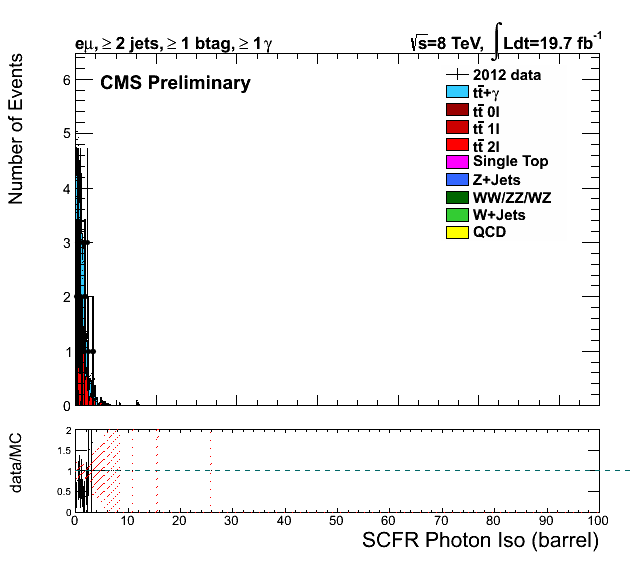 eμ, ≥ 2 jets, ≥ 1 btag, ≥ 1 γ
√s=8 TeV, ∫Ldt=19.7 fb⁻¹
CMS Preliminary
2012 data
tt̄+γ
tt̄ 0l
tt̄ 1l
tt̄ 2l
Single Top
Z+Jets
WW/ZZ/WZ
W+Jets
QCD
Number of Events
6
5
4
3
2
1
0
data/MC
2
1.5
1
0.5
0
0 10 20 30 40 50 60 70 80 90 100
SCFR Photon Iso (barrel)